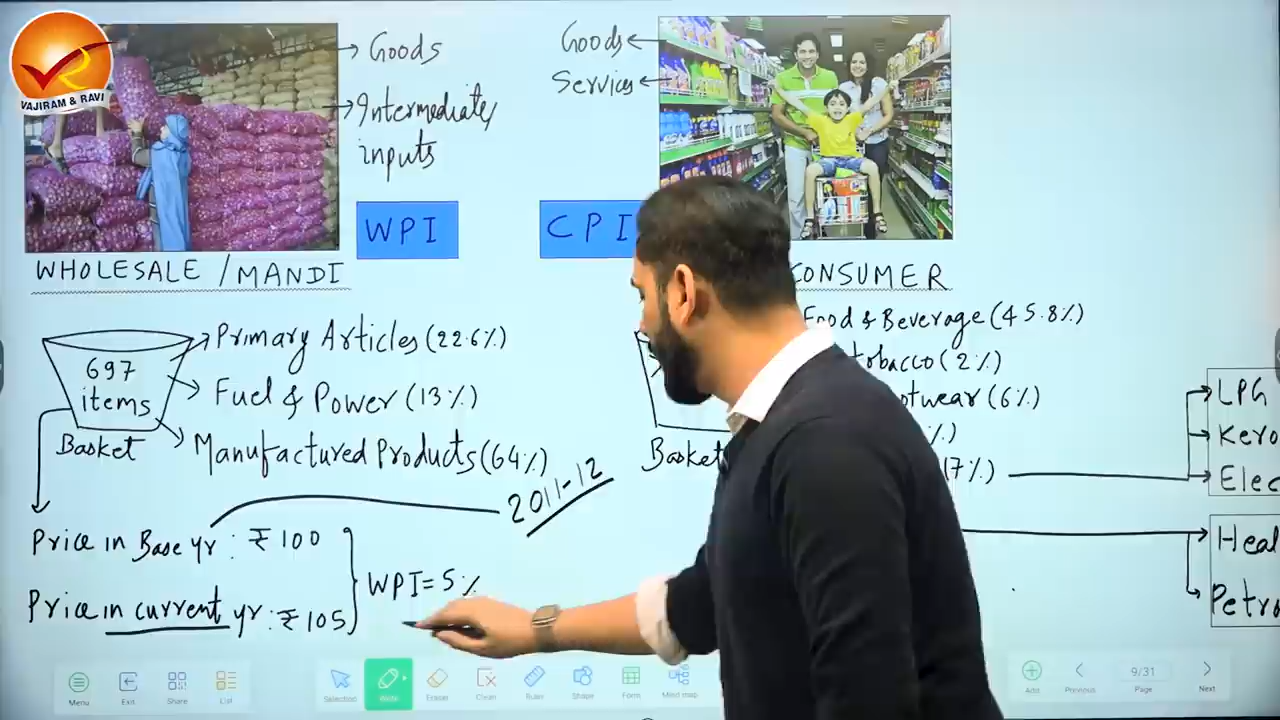 VAJIRAM & RAVI
Goods
Intermediate/
inputs
Goods
Services
WPI
CPI
WHOLESALE / MANDI
CONSUMER
697
items
Basket
Primary Articles (22.6%)
Fuel & Power (13%)
Manufactured Products (64%)
2011-12
Price in Base yr : ₹100
Price in current yr : ₹105
WPI = 5%
Food & Beverage (45.8%)
tobacco (2%)
(6%)
%)
(7%)
Basket
LPG
Kero
Elec
Heal
Petr
Menu
Exit
Share
List
Selection
Write
Eraser
Clean
Ruler
Shape
Form
Mind map
Add
Previous
9/31
Page
Next